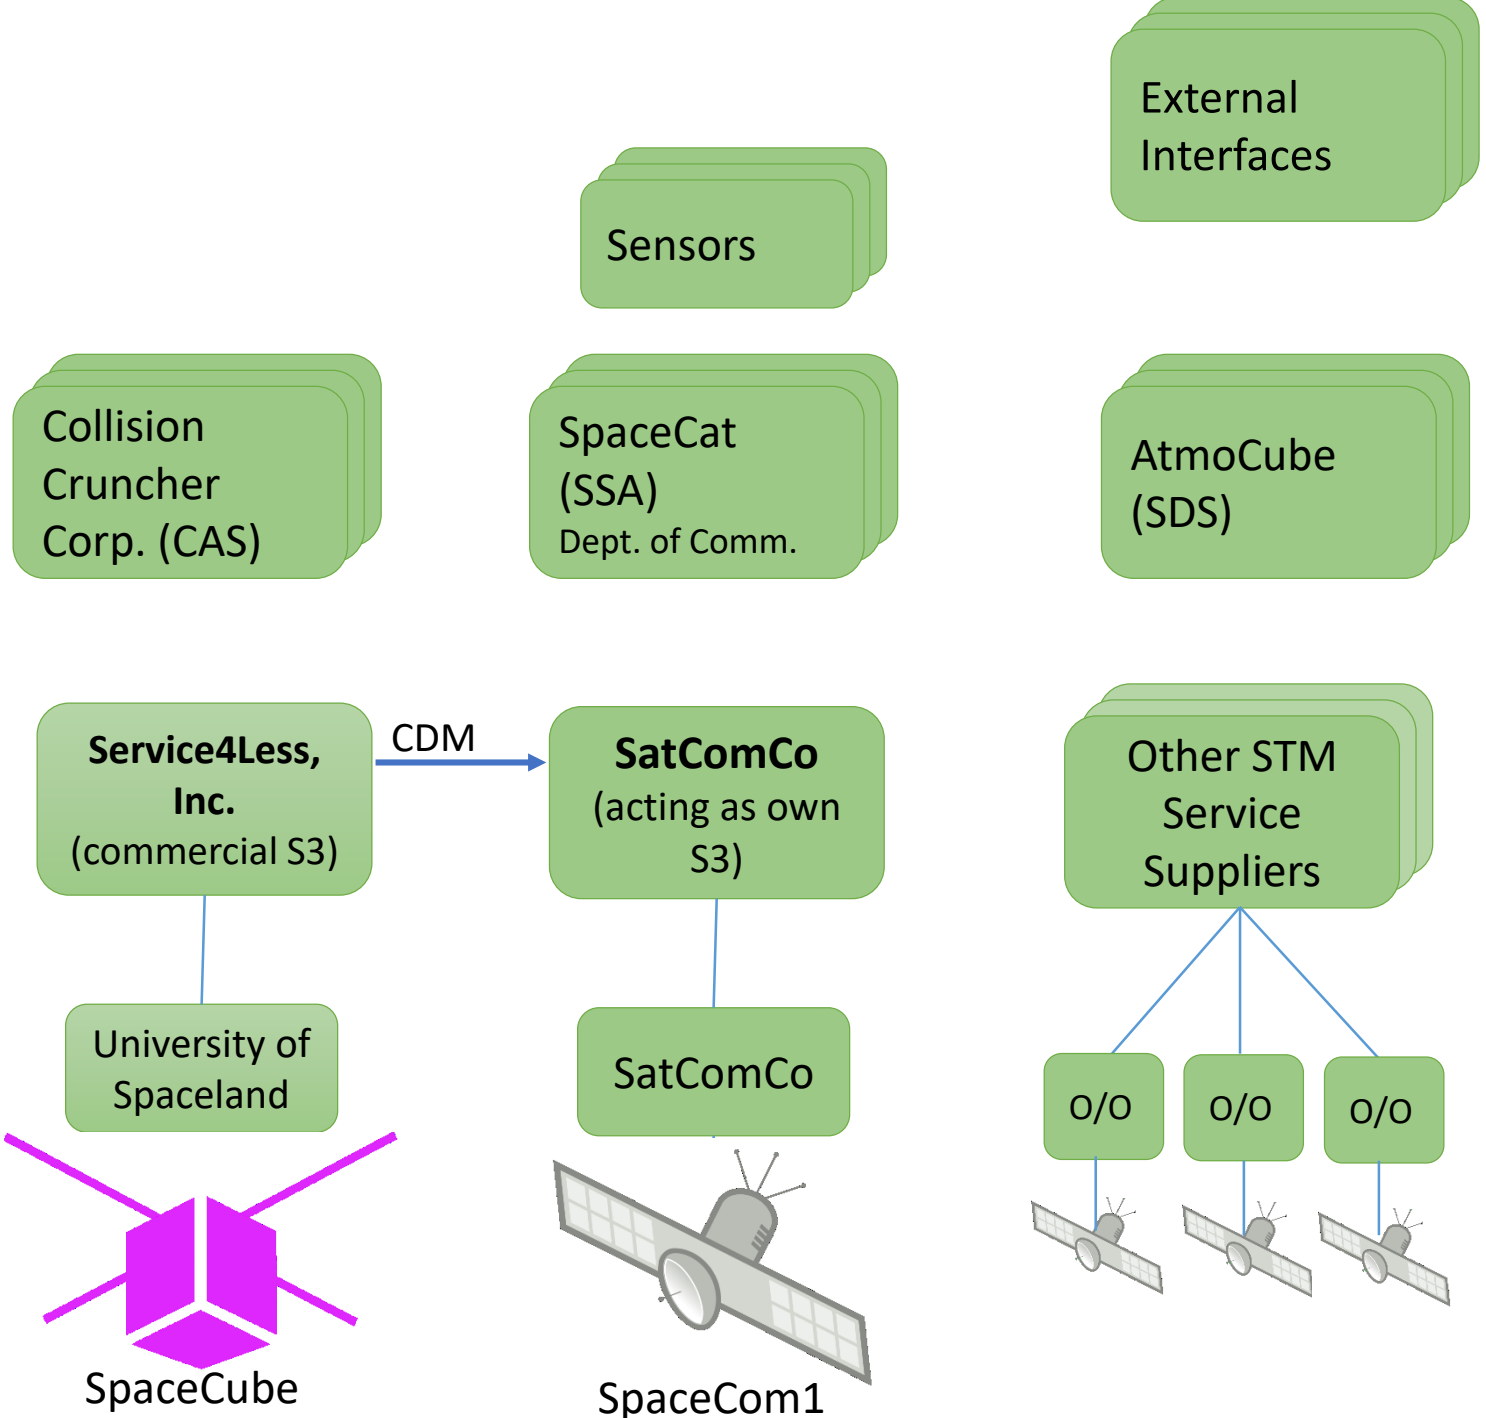 External
Interfaces
Sensors
Collision
Cruncher
Corp. (CAS)
SpaceCat
(SSA)
Dept. of Comm.
AtmoCube
(SDS)
Service4Less,
Inc.
(commercial S3)
CDM
SatComCo
(acting as own
S3)
Other STM
Service
Suppliers
University of
Spaceland
SatComCo
O/O
O/O
O/O
SpaceCube
SpaceCom1